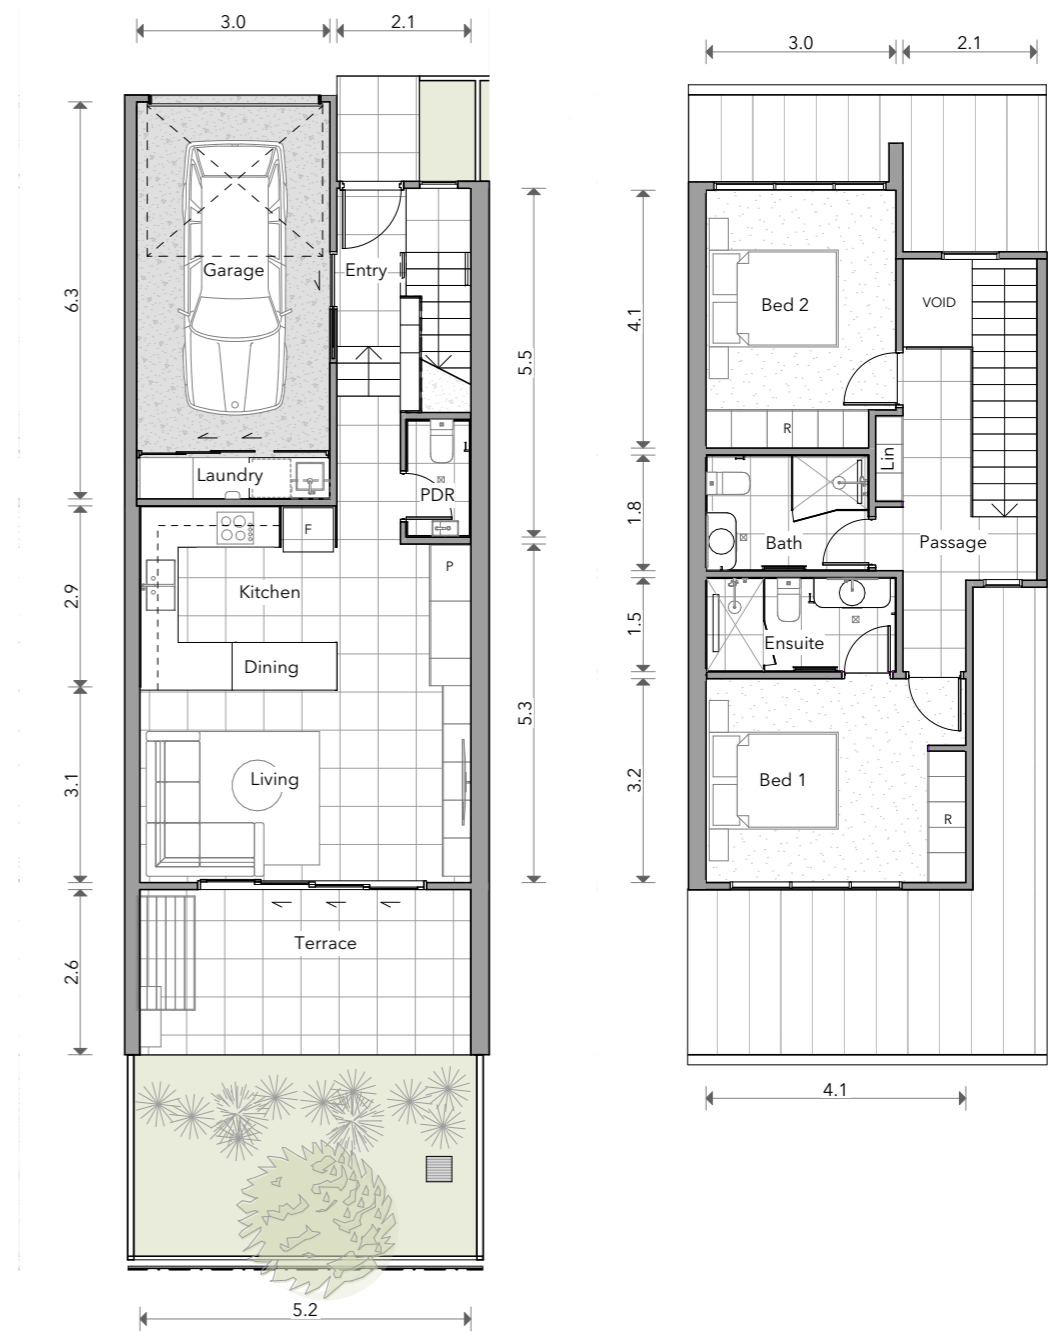 3.0
2.1
Garage
Entry
6.3
5.5
Laundry
PDR
F
P
Kitchen
2.9
Dining
5.3
Living
3.1
Terrace
2.6
5.2
3.0
2.1
Bed 2
VOID
4.1
R
Lin
1.8
Bath
Passage
1.5
Ensuite
Bed 1
3.2
R
4.1